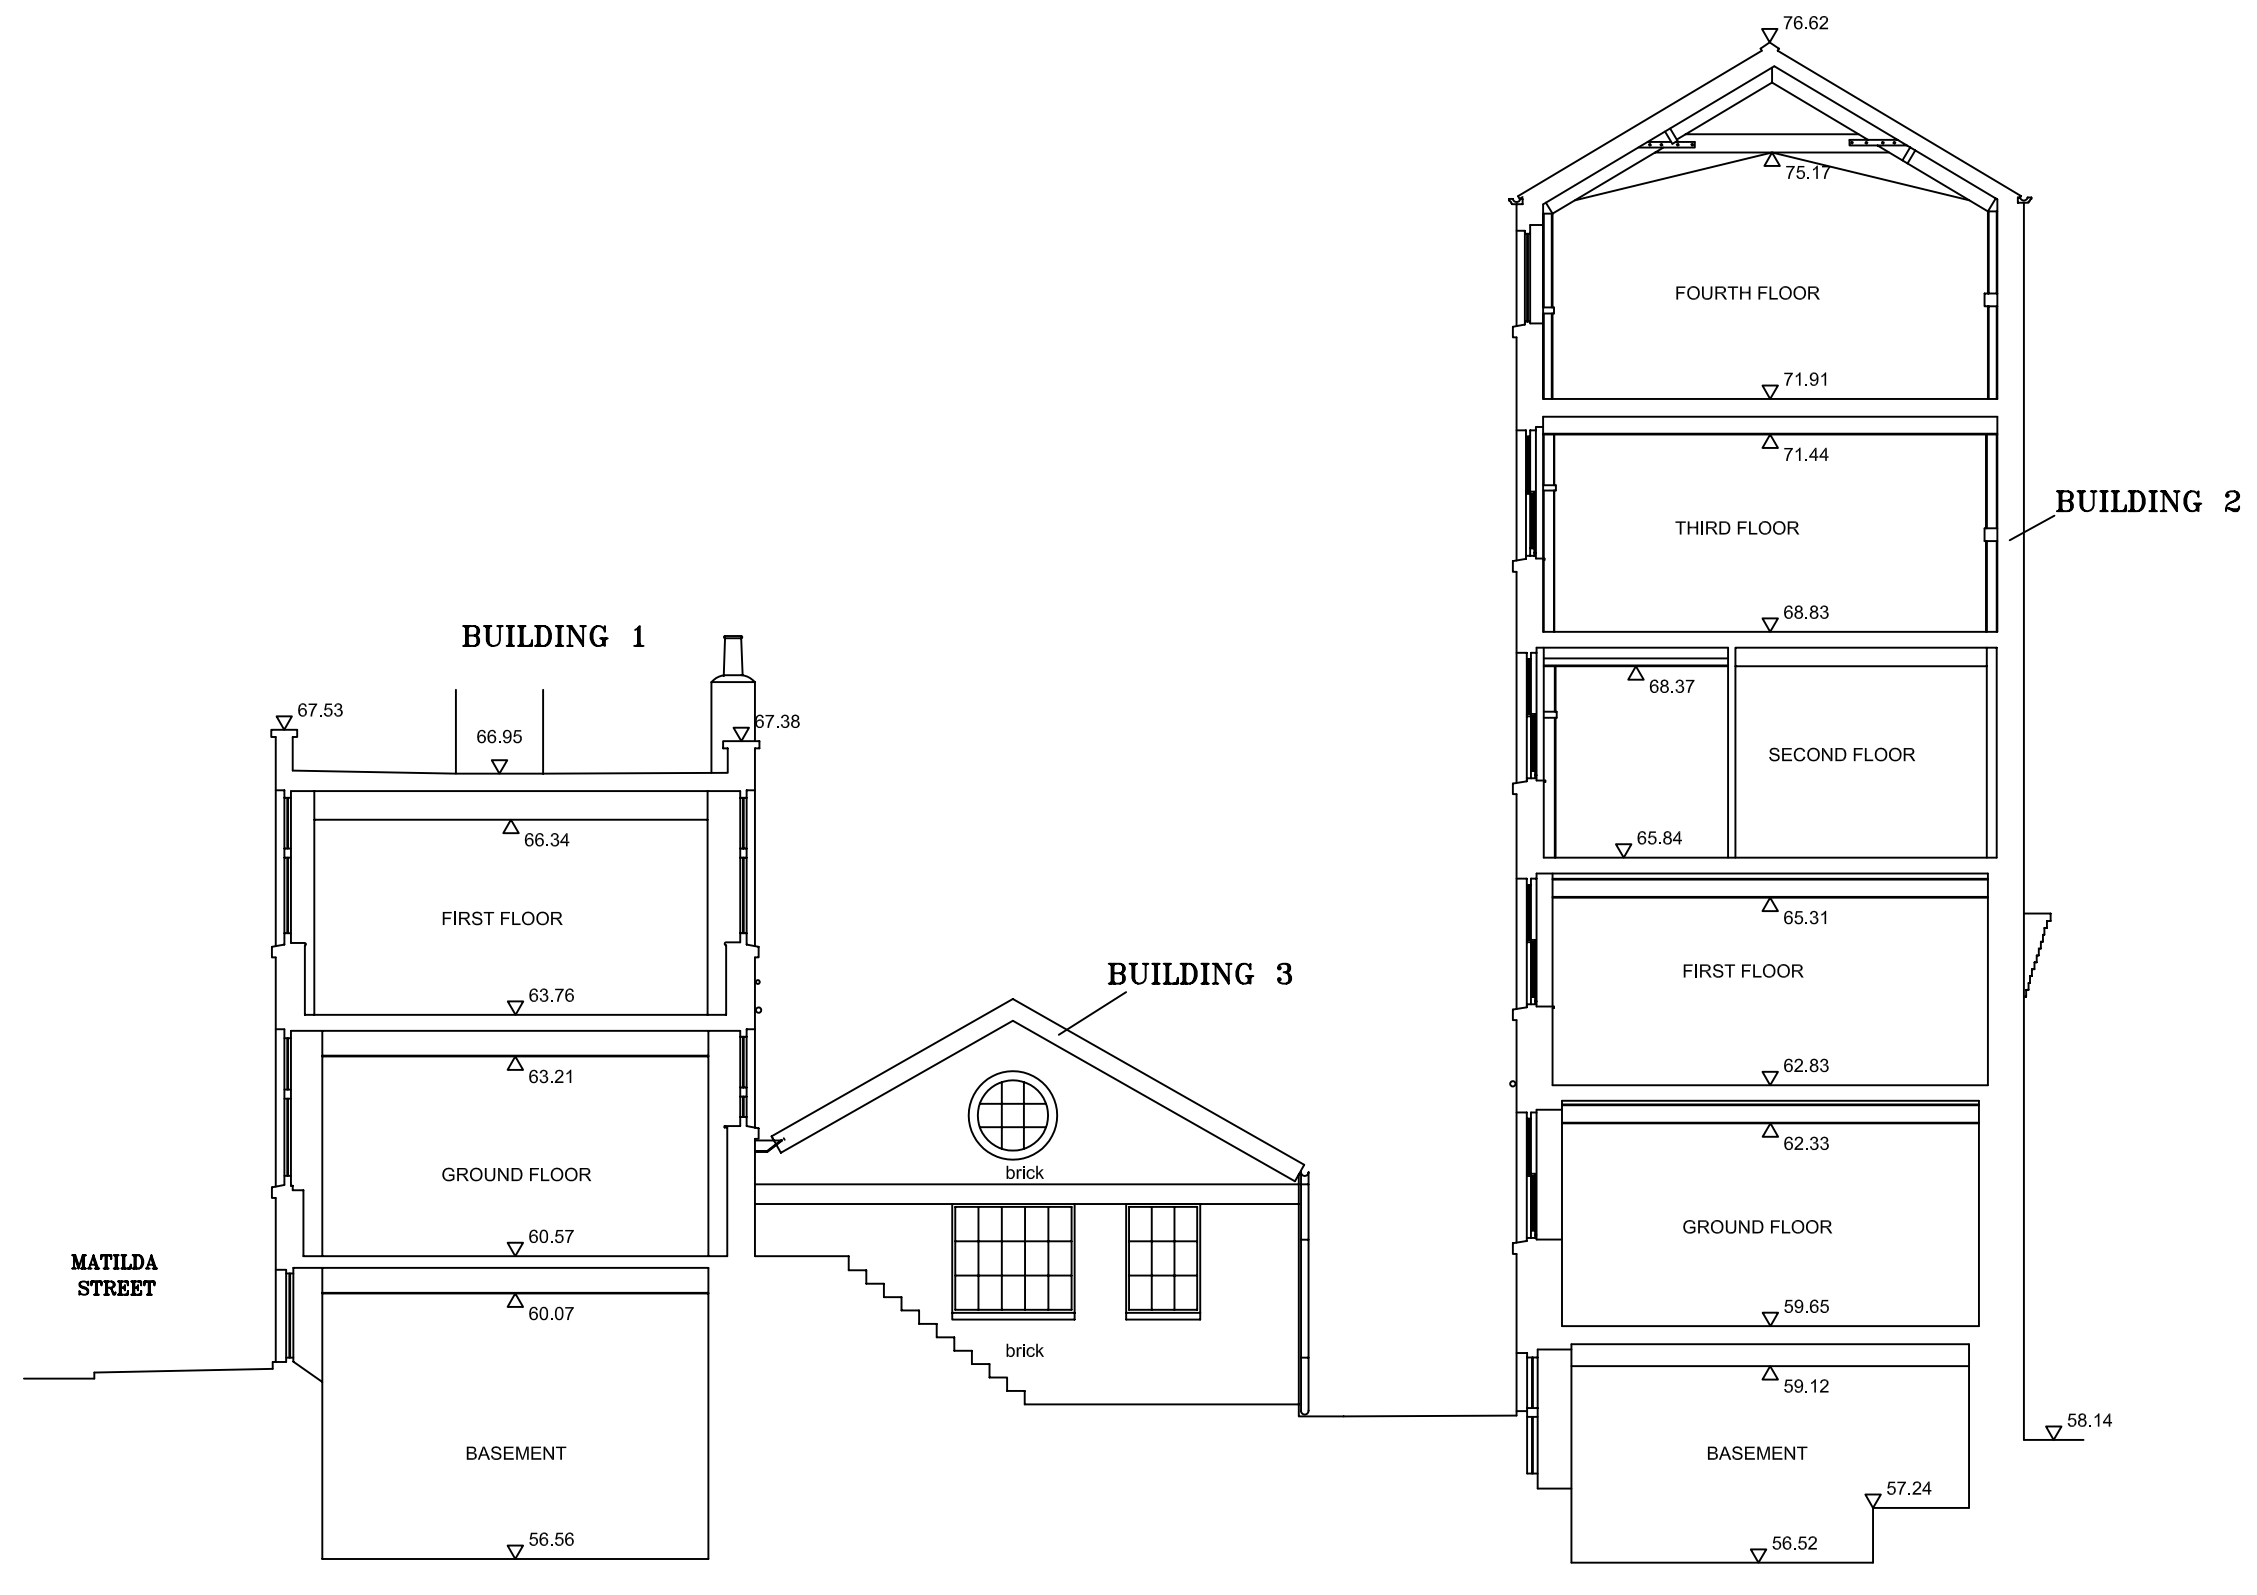 76.62
75.17
FOURTH FLOOR
71.91
71.44
BUILDING 2
THIRD FLOOR
68.83
BUILDING 1
68.37
67.53
67.38
66.95
SECOND FLOOR
66.34
65.84
FIRST FLOOR
65.31
BUILDING 3
FIRST FLOOR
63.76
62.83
63.21
62.33
brick
GROUND FLOOR
GROUND FLOOR
60.57
MATILDA
STREET
60.07
59.65
brick
59.12
58.14
BASEMENT
BASEMENT
57.24
56.56
56.52